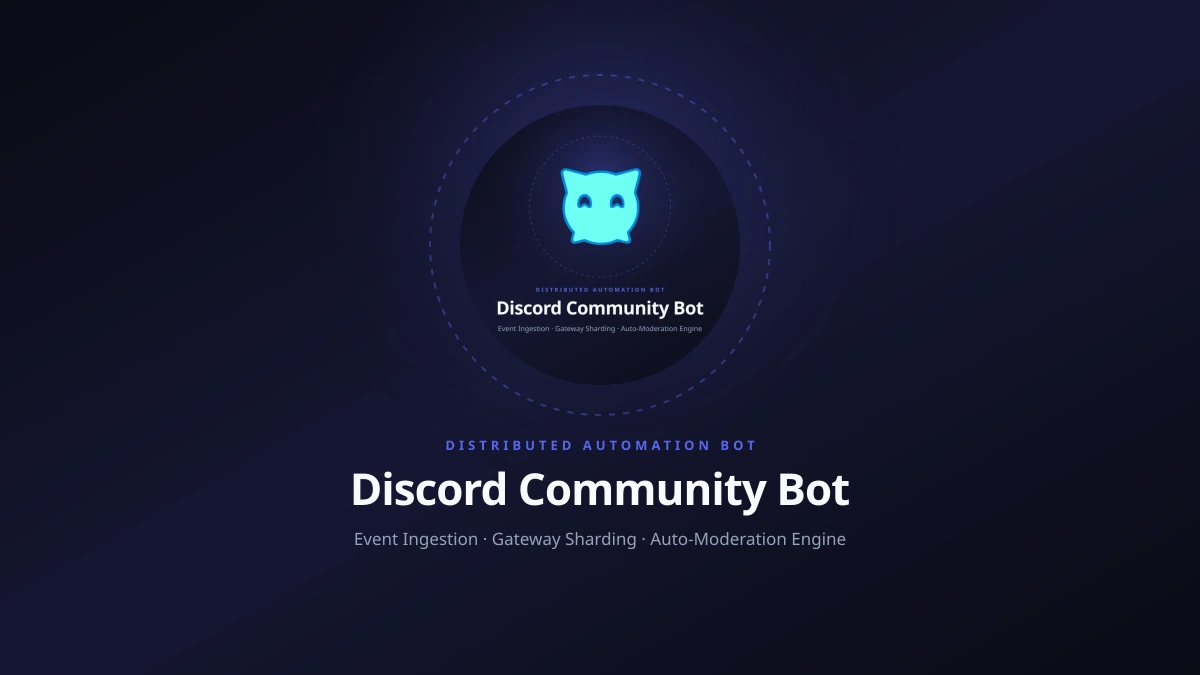 DISTRIBUTED AUTOMATION BOT
Discord Community Bot
Event Ingestion · Gateway Sharding · Auto-Moderation Engine
DISTRIBUTED AUTOMATION BOT
Discord Community Bot
Event Ingestion · Gateway Sharding · Auto-Moderation Engine